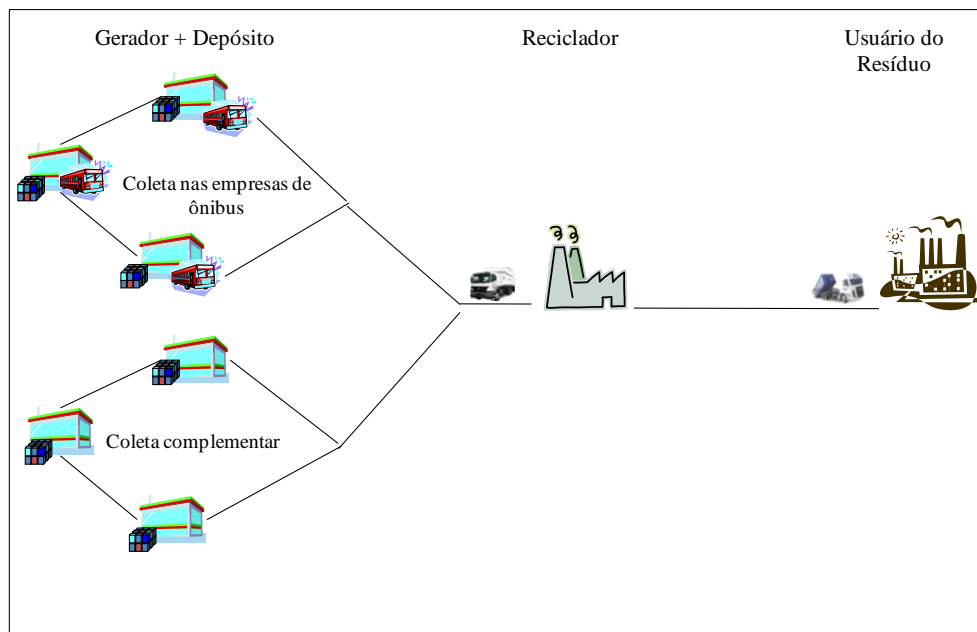 Gerador + Depósito
Reciclador
Usuário do
Resíduo
Coleta nas empresas de
ônibus
Coleta complementar